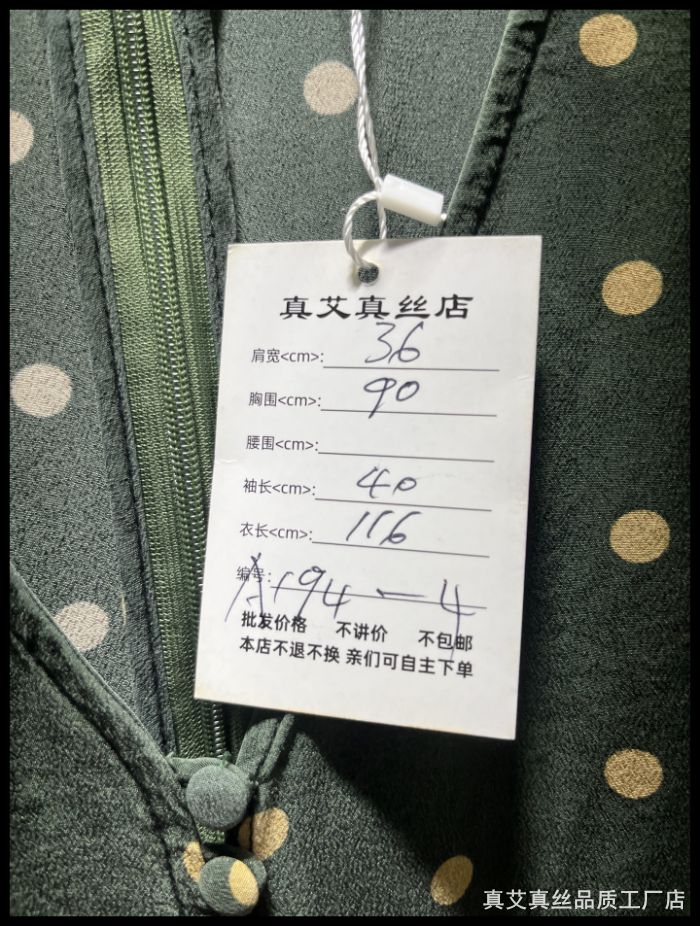 真艾真丝店
肩宽<cm>: 36
胸围<cm>: 90
腰围<cm>:
袖长<cm>: 40
衣长<cm>: 116
编号: A194-4
批发价格 不讲价 不包邮
本店不退不换 亲们可自主下单
真艾真丝品质工厂店